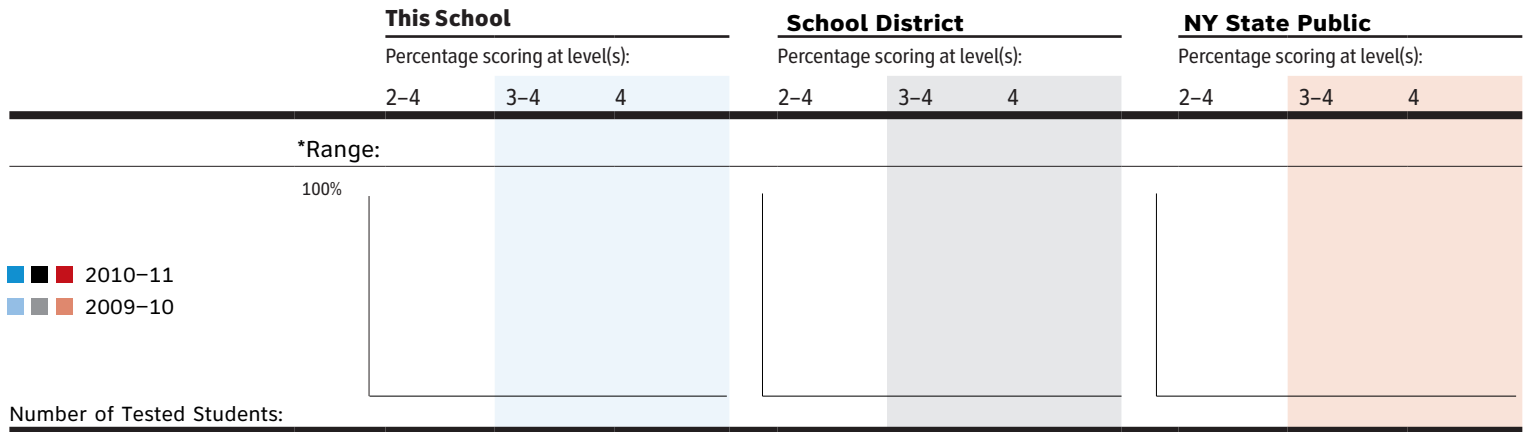 This School School District NY State Public
Percentage scoring at level(s): Percentage scoring at level(s): Percentage scoring at level(s):
2–4 3–4 4 2–4 3–4 4 2–4 3–4 4
*Range:
100%
2010–11
2009–10
Number of Tested Students: